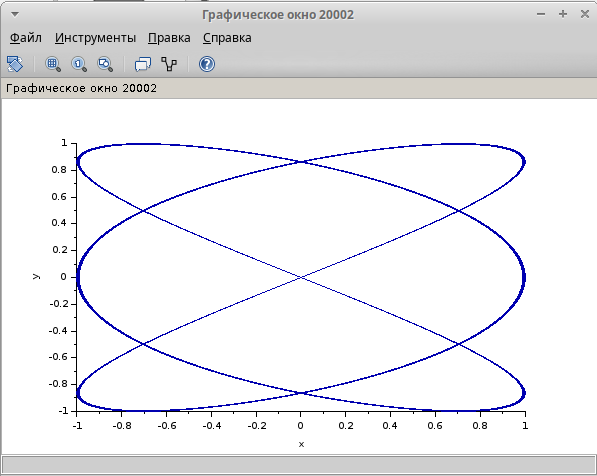 Графическое окно 20002
Файл Инструменты Правка Справка
Графическое окно 20002
1
0.8
0.6
0.4
0.2
y
0
-0.2
-0.4
-0.6
-0.8
-1
-1 -0.8 -0.6 -0.4 -0.2 0 0.2 0.4 0.6 0.8 1
x